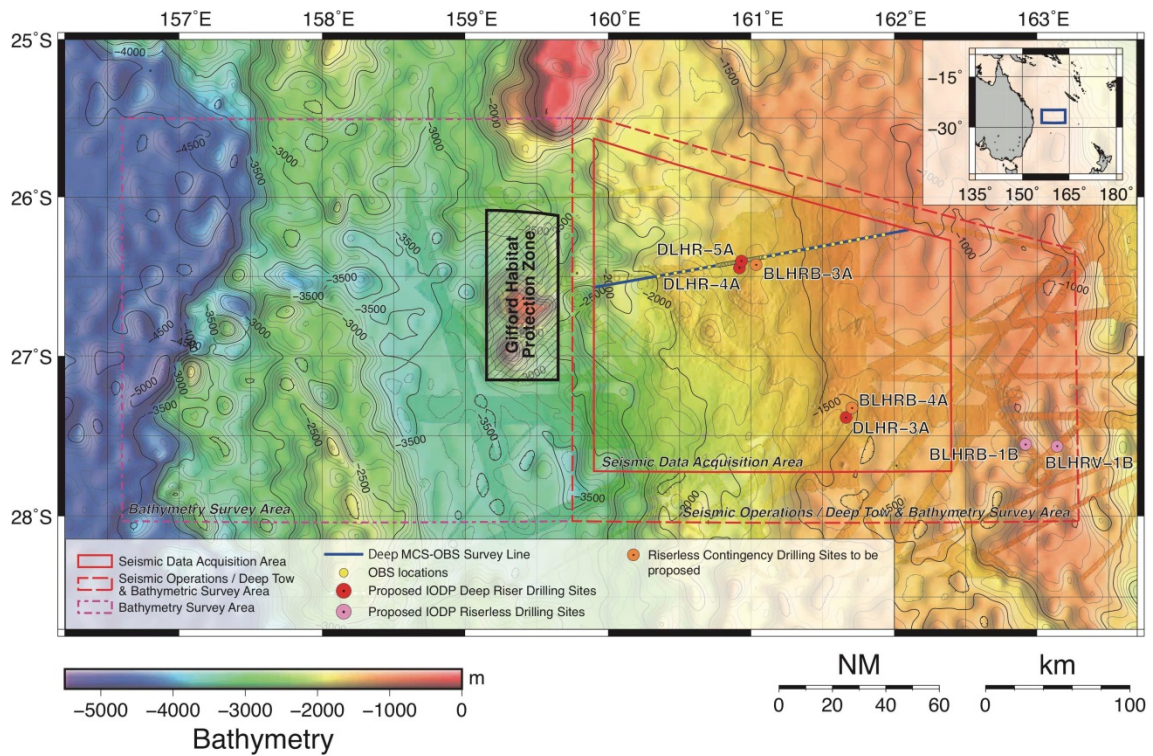 157° 158° 159° 160° 161° 162° 163°
25°S
26°S
27°S
28°S
−15°
−30°
135° 150° 165° 180°
DLHR−5A
DLHR−4A
BLHRB−3A
Gifford Habitat
Protection Zone
BLHRB−4A
DLHR−3A
BLHRB−1B
BLHRV−1B
Seismic Data Acquisition Area
Bathymetry Survey Area
Seismic Operations / Deep Tow & Bathymetry Survey Area
−4000
−4500
−3500
−3000
−2000
−1500
−1000
−2500
−2000
−3500
−3000
−4500
−5000
−3500
−3500
−2500
−1500
−1000
−3500
Seismic Data Acquisition Area
Seismic Operations / Deep Tow
& Bathymetric Survey Area
Bathymetry Survey Area
Deep MCS-OBS Survey Line
OBS locations
Proposed IODP Deep Riser Drilling Sites
Proposed IODP Riserless Drilling Sites
Riserless Contingency Drilling Sites to be
proposed
m
−5000 −4000 −3000 −2000 −1000 0
Bathymetry
NM
0 20 40 60
km
0 50 100